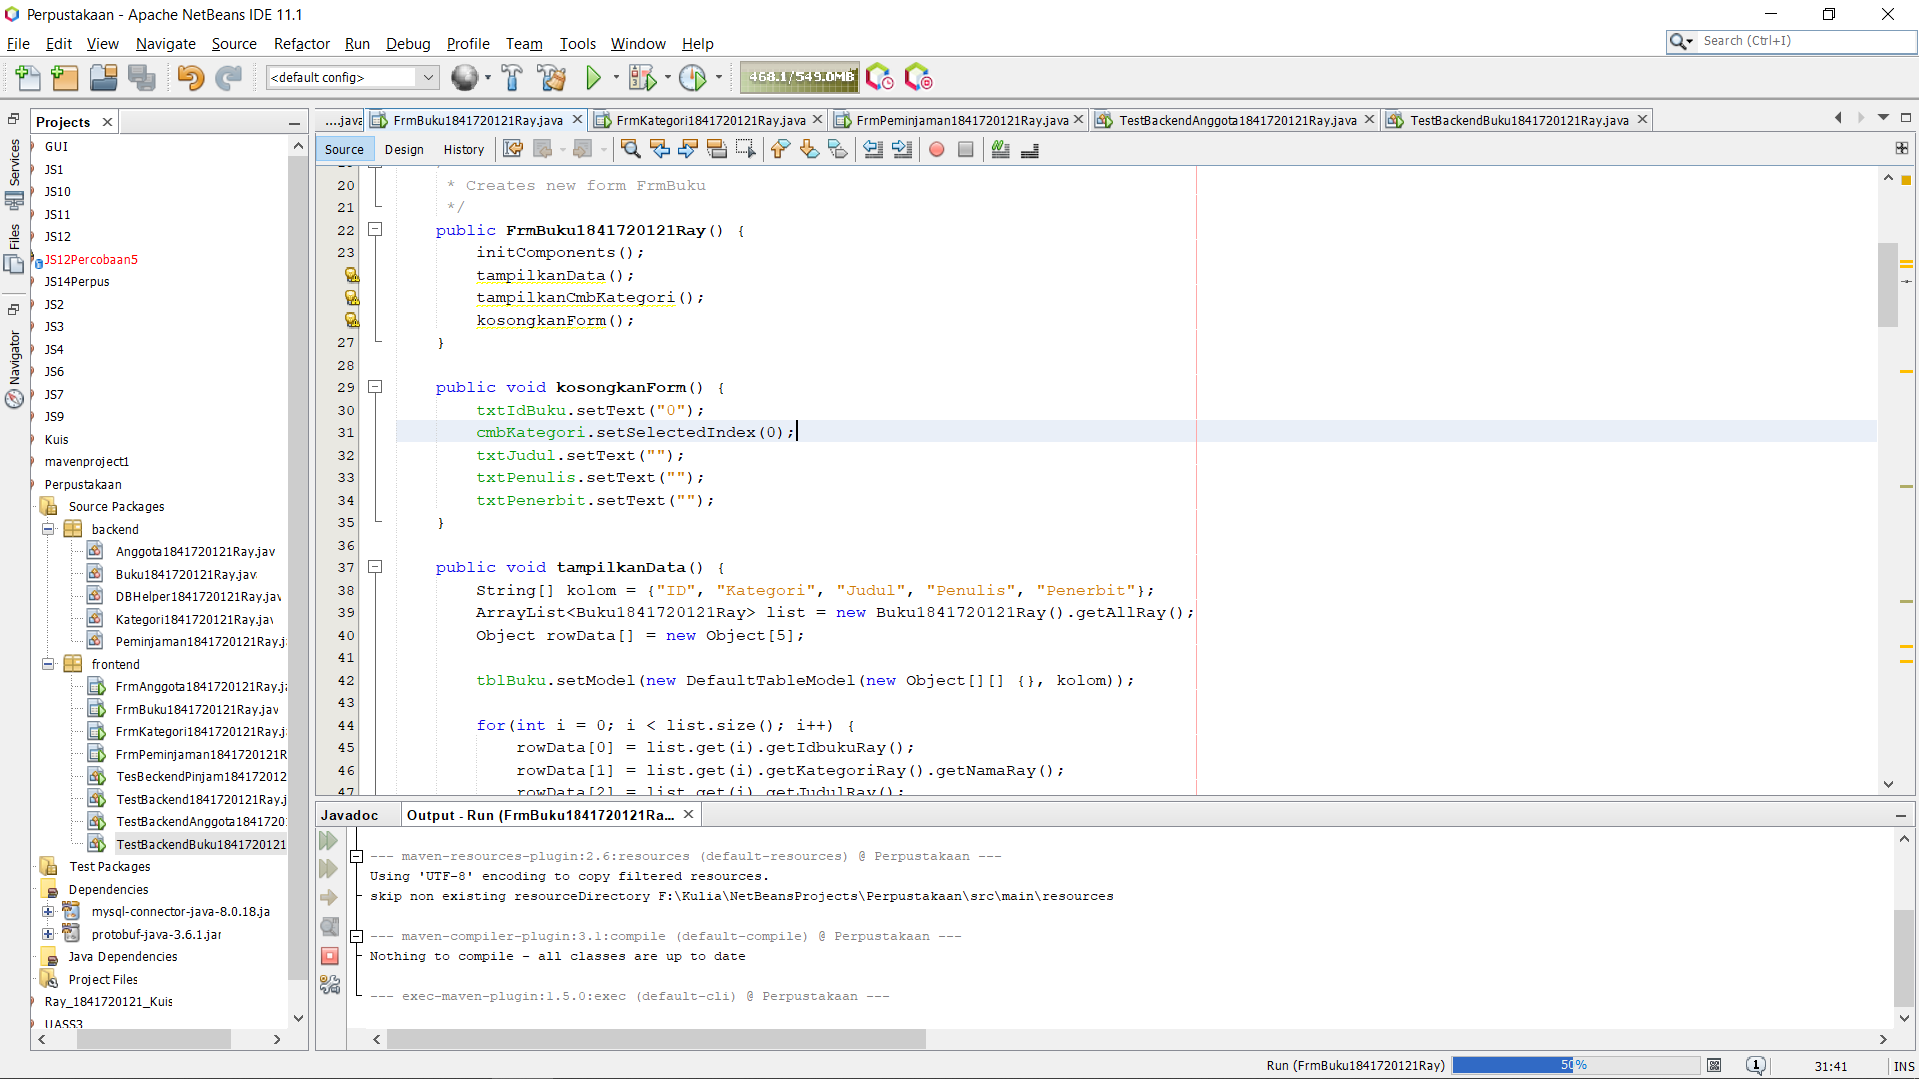 Perpustakaan - Apache NetBeans IDE 11.1
File Edit View Navigate Source Refactor Run Debug Profile Team Tools Window Help
Search (Ctrl+I)
<default config>
468.1/549.0MB
Projects
Services
Files
Navigator
GUI
JS1
JS10
JS11
JS12
JS12Percobaan5
JS14Perpus
JS2
JS3
JS4
JS6
JS7
JS9
Kuis
mavenproject1
Perpustakaan
Source Packages
backend
Anggota1841720121Ray.jav
Buku1841720121Ray.jav
DBHelper1841720121Ray.jav
Kategori1841720121Ray.jav
Peminjaman1841720121Ray.j
frontend
FrmAnggota1841720121Ray.j
FrmBuku1841720121Ray.jav
FrmKategori1841720121Ray.j
FrmPeminjaman1841720121R
TesBeckendPinjam184172012
TestBackend1841720121Ray.j
TestBackendAnggota1841720
TestBackendBuku1841720121
Test Packages
Dependencies
mysql-connector-java-8.0.18.ja
protobuf-java-3.6.1.jar
Java Dependencies
Project Files
Ray_1841720121_Kuis
UASS3
....java FrmBuku1841720121Ray.java FrmKategori1841720121Ray.java FrmPeminjaman1841720121Ray.java TestBackendAnggota1841720121Ray.java TestBackendBuku1841720121Ray.java
Source Design History
20 * Creates new form FrmBuku
21 */
22 public FrmBuku1841720121Ray() {
23 initComponents();
tampilkanData();
tampilkanCmbKategori();
kosongkanForm();
27 }
28
29 public void kosongkanForm() {
30 txtIdBuku.setText("0");
31 cmbKategori.setSelectedIndex(0);
32 txtJudul.setText("");
33 txtPenulis.setText("");
34 txtPenerbit.setText("");
35 }
36
37 public void tampilkanData() {
38 String[] kolom = {"ID", "Kategori", "Judul", "Penulis", "Penerbit"};
39 ArrayList<Buku1841720121Ray> list = new Buku1841720121Ray().getAllRay();
40 Object rowData[] = new Object[5];
41
42 tblBuku.setModel(new DefaultTableModel(new Object[][] {}, kolom));
43
44 for(int i = 0; i < list.size(); i++) {
45 rowData[0] = list.get(i).getIdbukuRay();
46 rowData[1] = list.get(i).getKategoriRay().getNamaRay();
47 rowData[2] = list.get(i).getJudulRay();
Javadoc Output - Run (FrmBuku1841720121Ra...
--- maven-resources-plugin:2.6:resources (default-resources) @ Perpustakaan ---
Using 'UTF-8' encoding to copy filtered resources.
skip non existing resourceDirectory F:\Kulia\NetBeansProjects\Perpustakaan\src\main\resources
--- maven-compiler-plugin:3.1:compile (default-compile) @ Perpustakaan ---
Nothing to compile - all classes are up to date
--- exec-maven-plugin:1.5.0:exec (default-cli) @ Perpustakaan ---
Run (FrmBuku1841720121Ray) 50% 1 31:41 INS